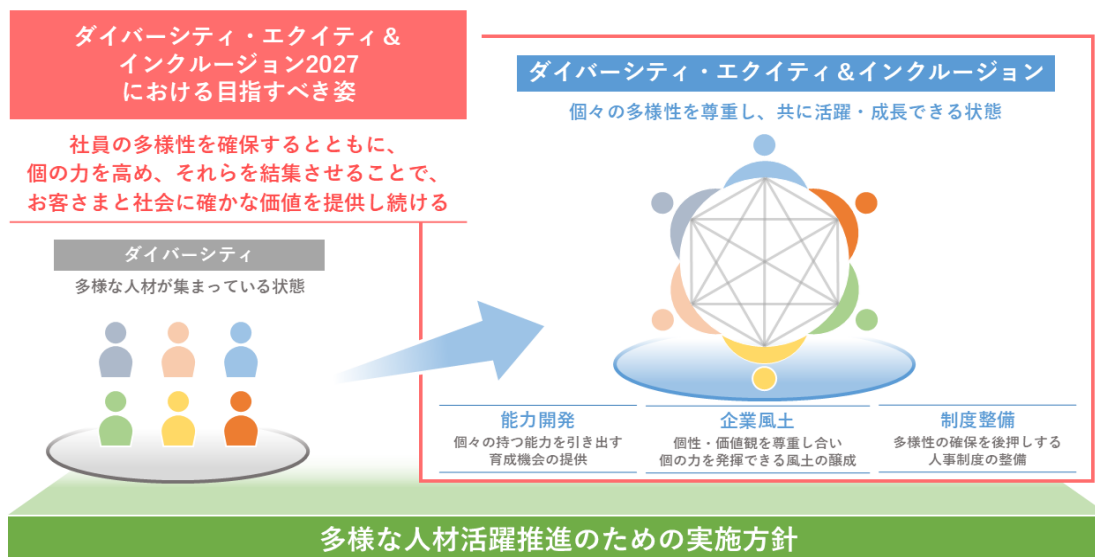 ダイバーシティ・エクイティ＆
インクルージョン2027
における目指すべき姿
社員の多様性を確保するとともに、
個の力を高め、それらを結集させることで、
お客さまと社会に確かな価値を提供し続ける
ダイバーシティ
多様な人材が集まっている状態
ダイバーシティ・エクイティ＆インクルージョン
個々の多様性を尊重し、共に活躍・成長できる状態
能力開発
個々の持つ能力を引き出す
育成機会の提供
企業風土
個性・価値観を尊重し合い
個の力を発揮できる風土の醸成
制度整備
多様性の確保を後押しする
人事制度の整備
多様な人材活躍推進のための実施方針